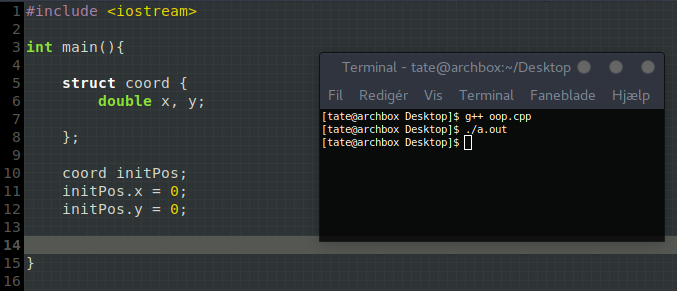 1 #include <iostream>
2
3 int main(){
4
5     struct coord {
6         double x, y;
7
8     };
9
10     coord initPos;
11     initPos.x = 0;
12     initPos.y = 0;
13
14
15 }
16
Terminal - tate@archbox:~/Desktop
Fil Redigér Vis Terminal Faneblade Hjælp
[tate@archbox Desktop]$ g++ oop.cpp
[tate@archbox Desktop]$ ./a.out
[tate@archbox Desktop]$